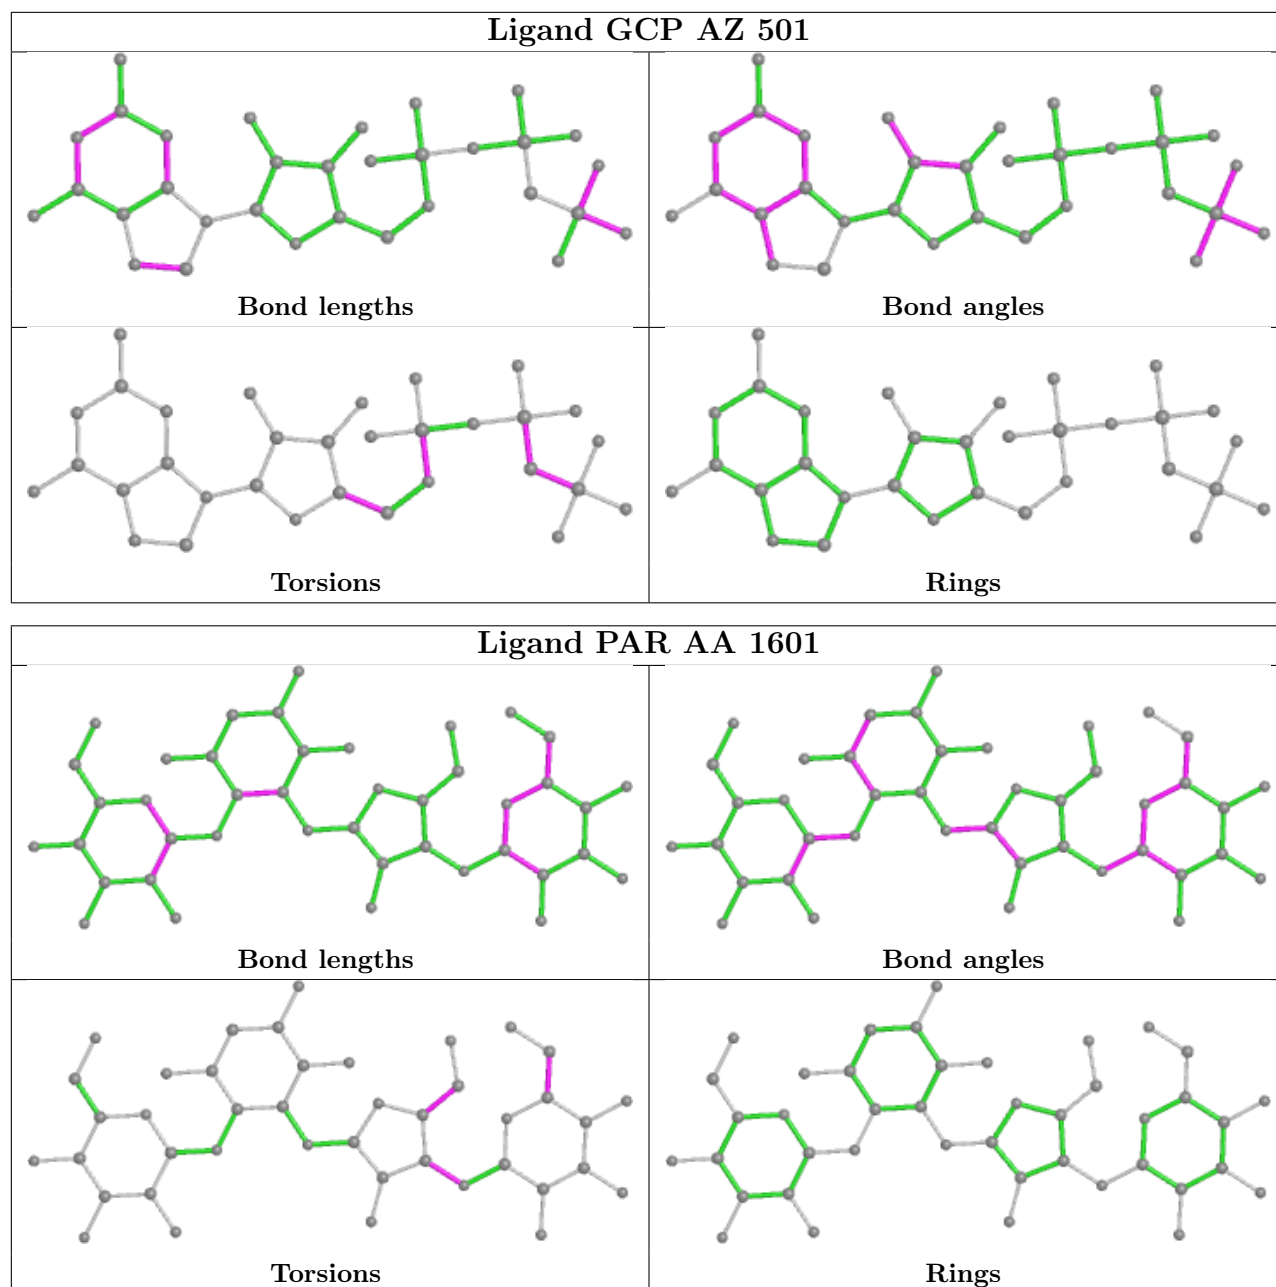 Ligand GCP AZ 501
Bond lengths
Bond angles
Torsions
Rings
Ligand PAR AA 1601
Bond lengths
Bond angles
Torsions
Rings